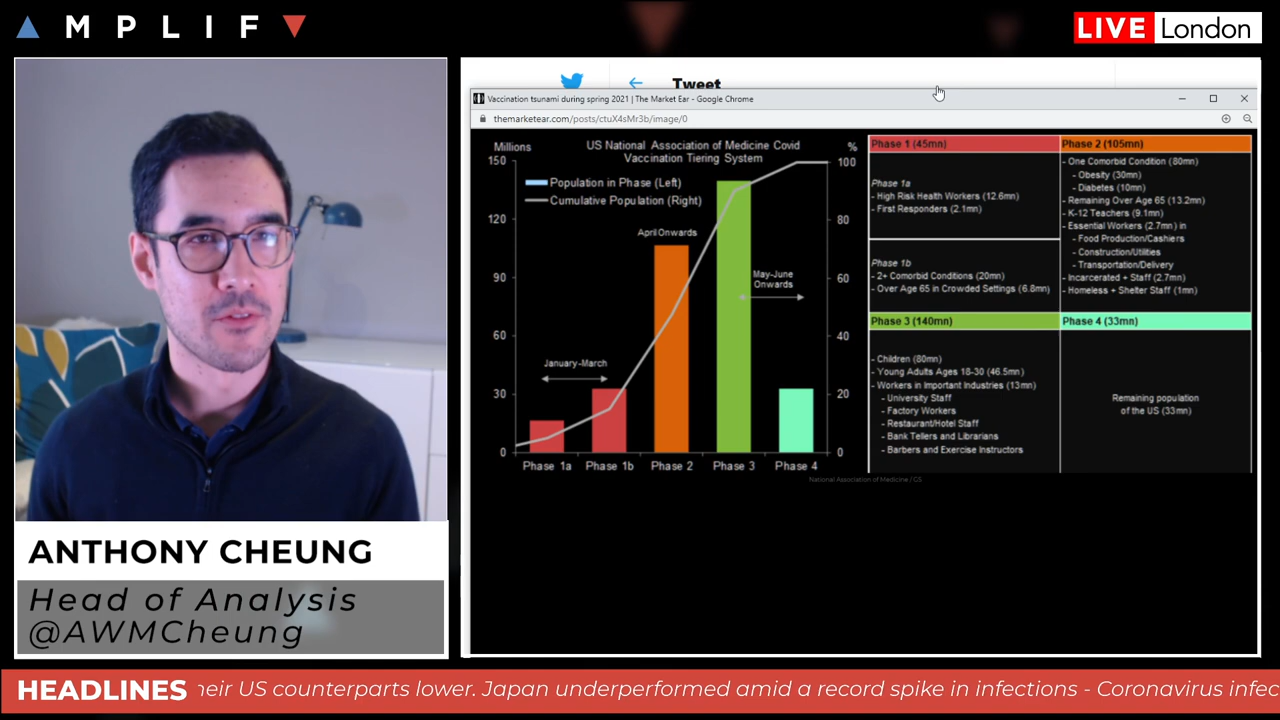 AMPLIFY
LIVE London
Tweet
Vaccination tsunami during spring 2021 | The Market Ear - Google Chrome
themarketear.com/posts/ctuX4sMr3b/image/0
Millions
US National Association of Medicine Covid
Vaccination Tiering System
%
150
120
90
60
30
0
100
80
60
40
20
0
Population in Phase (Left)
Cumulative Population (Right)
April Onwards
May-June
Onwards
January-March
Phase 1a
Phase 1b
Phase 2
Phase 3
Phase 4
Phase 1 (45mn)
Phase 1a
- High Risk Health Workers (12.6mn)
- First Responders (2.1mn)
Phase 1b
- 2+ Comorbid Conditions (20mn)
- Over Age 65 in Crowded Settings (6.8mn)
Phase 2 (105mn)
- One Comorbid Condition (80mn)
- Obesity (30mn)
- Diabetes (10mn)
- Remaining Over Age 65 (13.2mn)
- K-12 Teachers (9.1mn)
- Essential Workers (2.7mn) in
- Food Production/Cashiers
- Construction/Utilities
- Transportation/Delivery
- Incarcerated + Staff (2.7mn)
- Homeless + Shelter Staff (1mn)
Phase 3 (140mn)
- Children (80mn)
- Young Adults Ages 18-30 (46.5mn)
- Workers in Important Industries (13mn)
- University Staff
- Factory Workers
- Restaurant/Hotel Staff
- Bank Tellers and Librarians
- Barbers and Exercise Instructors
Phase 4 (33mn)
Remaining population
of the US (33mn)
National Association of Medicine / CS
ANTHONY CHEUNG
Head of Analysis
@AWMCheung
HEADLINES heir US counterparts lower. Japan underperformed amid a record spike in infections - Coronavirus infec